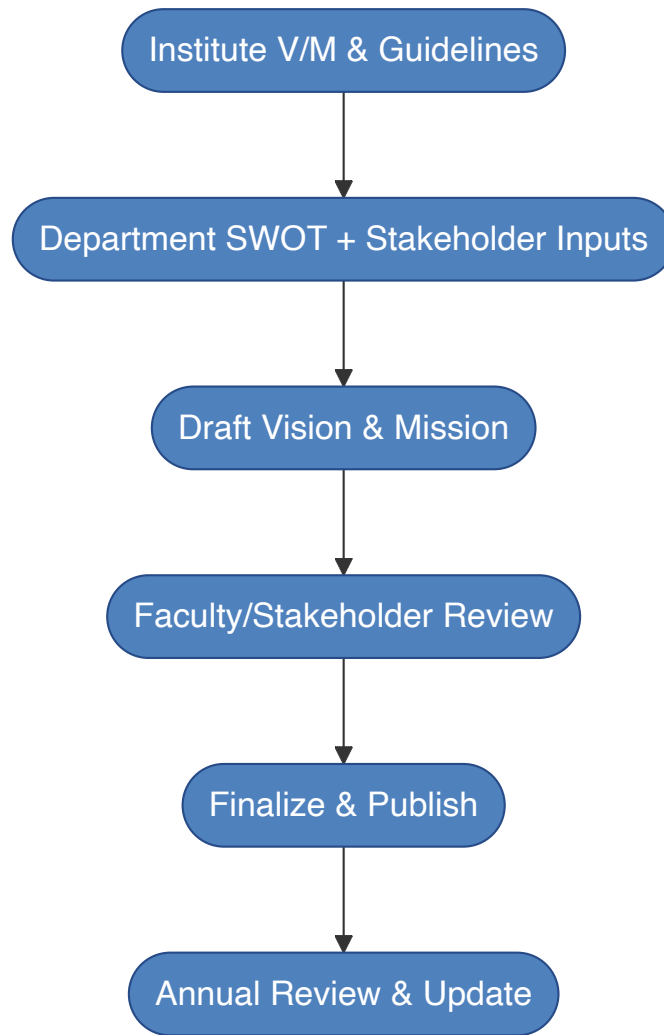 Institute V/M & Guidelines
Department SWOT + Stakeholder Inputs
Draft Vision & Mission
Faculty/Stakeholder Review
Finalize & Publish
Annual Review & Update